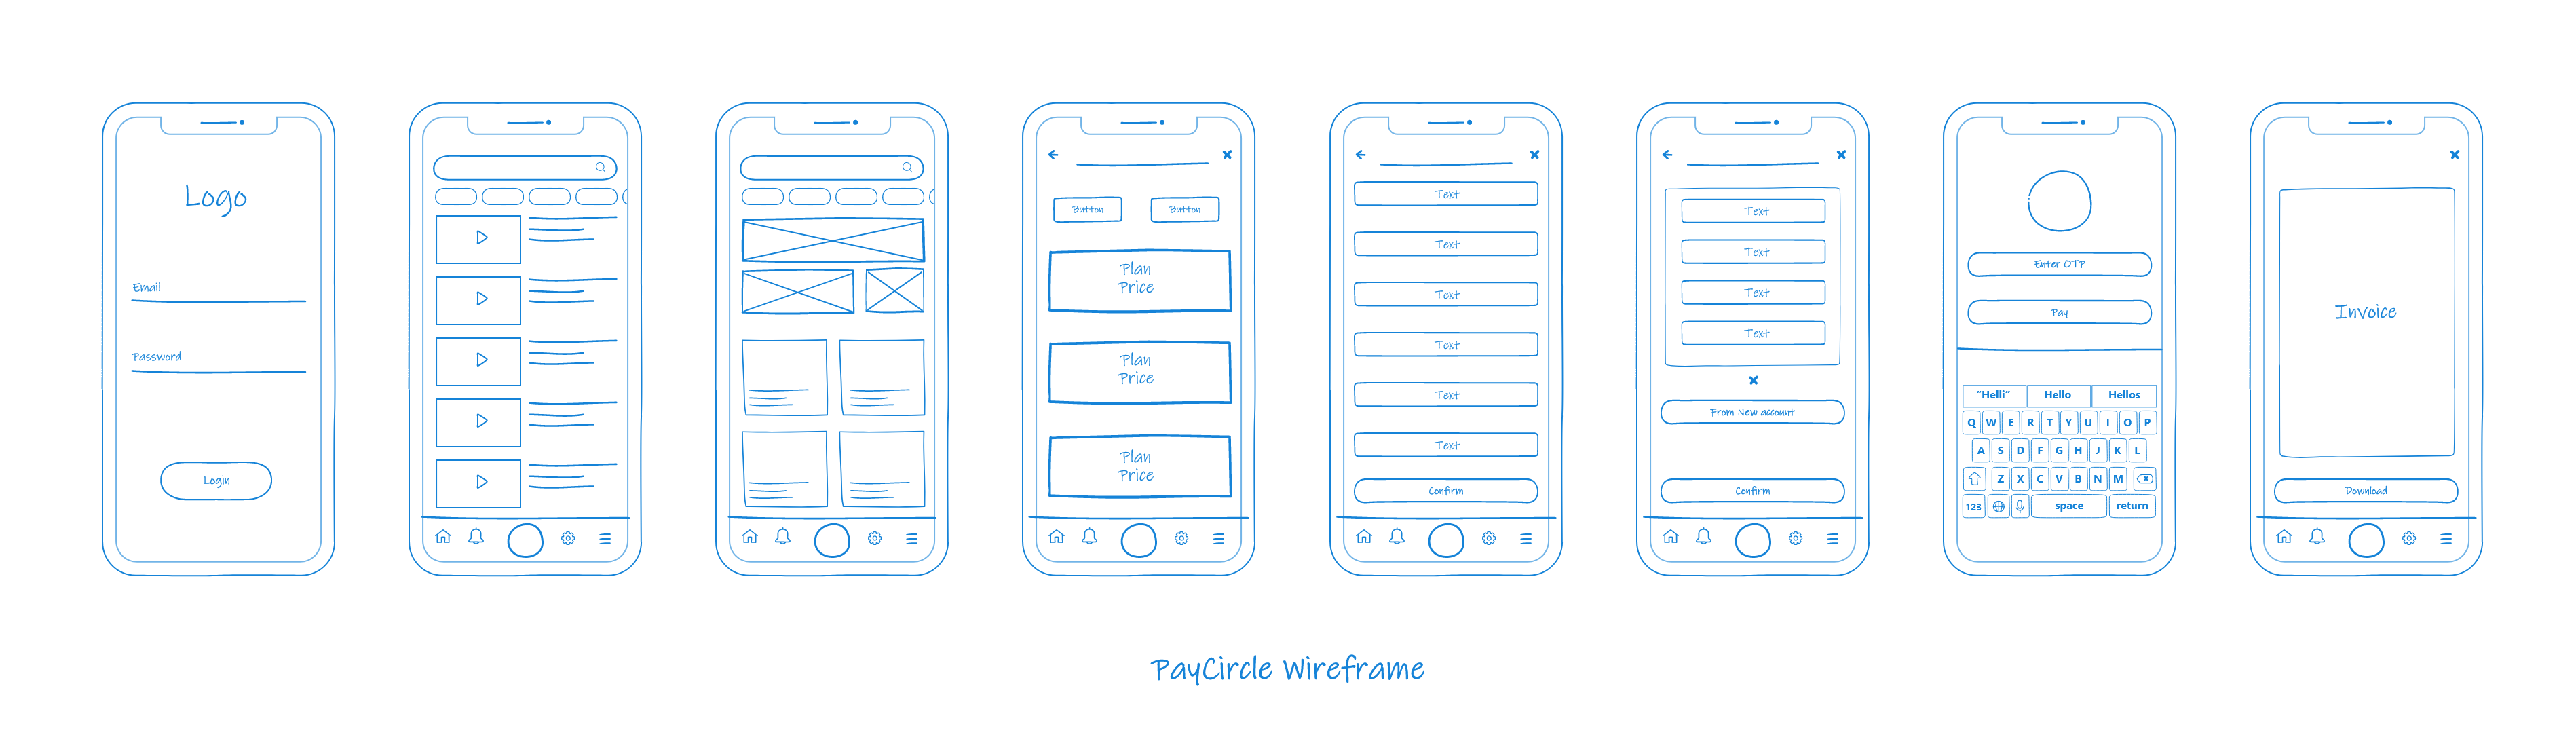 Logo
Email
Password
Login
Button
Button
Plan
Price
Plan
Price
Plan
Price
Text
Text
Text
Text
Text
Text
Confirm
Text
Text
Text
Text
From New account
Confirm
Enter OTP
Pay
"Helli" Hello Hellos
Q W E R T Y U I O P
A S D F G H J K L
Z X C V B N M
123 space return
Invoice
Download
PayCircle Wireframe